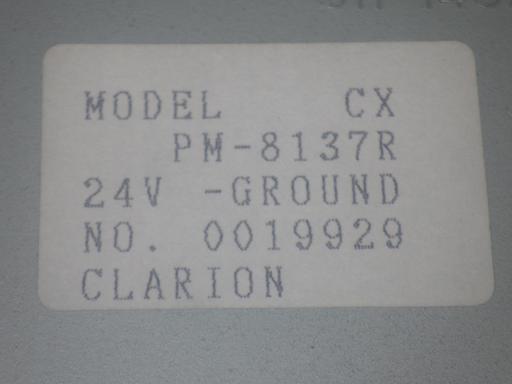 MODEL CX
PM-8137R
24V -GROUND
NO. 0019929
CLARION